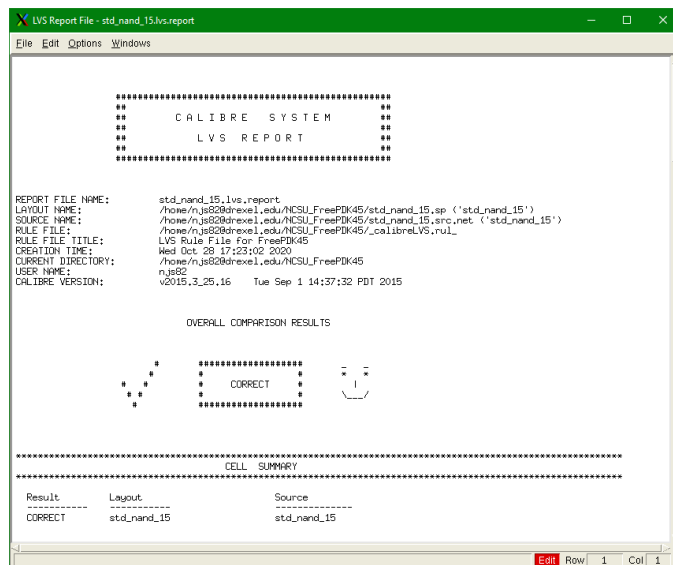 LVS Report File - std_nand_15.lvs.report
File Edit Options Windows
##################################################
## ##
## C A L I B R E   S Y S T E M ##
## ##
## L V S   R E P O R T ##
## ##
##################################################
REPORT FILE NAME: std_nand_15.lvs.report
LAYOUT NAME: /home/njs82@drexel.edu/NCSU_FreePDK45/std_nand_15.sp ('std_nand_15')
SOURCE NAME: /home/njs82@drexel.edu/NCSU_FreePDK45/std_nand_15.src.net ('std_nand_15')
RULE FILE: /home/njs82@drexel.edu/NCSU_FreePDK45/_calibreLVS.rul_
RULE FILE TITLE: LVS Rule File for FreePDK45
CREATION TIME: Wed Oct 28 17:23:02 2020
CURRENT DIRECTORY: /home/njs82@drexel.edu/NCSU_FreePDK45
USER NAME: njs82
CALIBRE VERSION: v2015.3_25.16 Tue Sep 1 14:37:32 PDT 2015
OVERALL COMPARISON RESULTS
# ################### _ _
# # # * *
# # # CORRECT # |
# # # # \___/
# ###################
**************************************************************************************************************
CELL SUMMARY
**************************************************************************************************************
Result Layout Source
----------- ----------- --------------
CORRECT std_nand_15 std_nand_15
Edit Row 1 Col 1